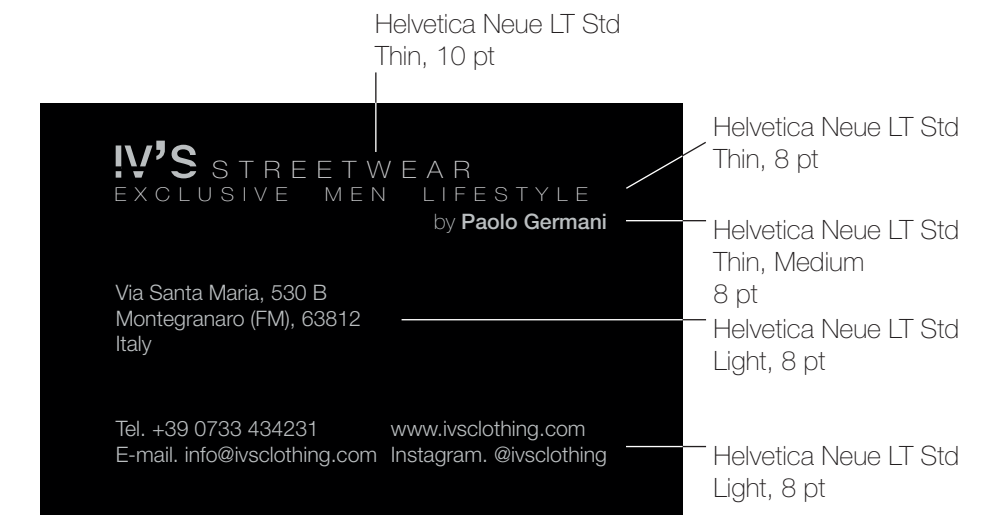 Helvetica Neue LT Std
Thin, 10 pt
IV'S STREETWEAR
EXCLUSIVE MEN LIFESTYLE
by Paolo Germani
Via Santa Maria, 530 B
Montegranaro (FM), 63812
Italy
Tel. +39 0733 434231
E-mail. info@ivsclothing.com
www.ivsclothing.com
Instagram. @ivsclothing
Helvetica Neue LT Std
Thin, 8 pt
Helvetica Neue LT Std
Thin, Medium
8 pt
Helvetica Neue LT Std
Light, 8 pt
Helvetica Neue LT Std
Light, 8 pt